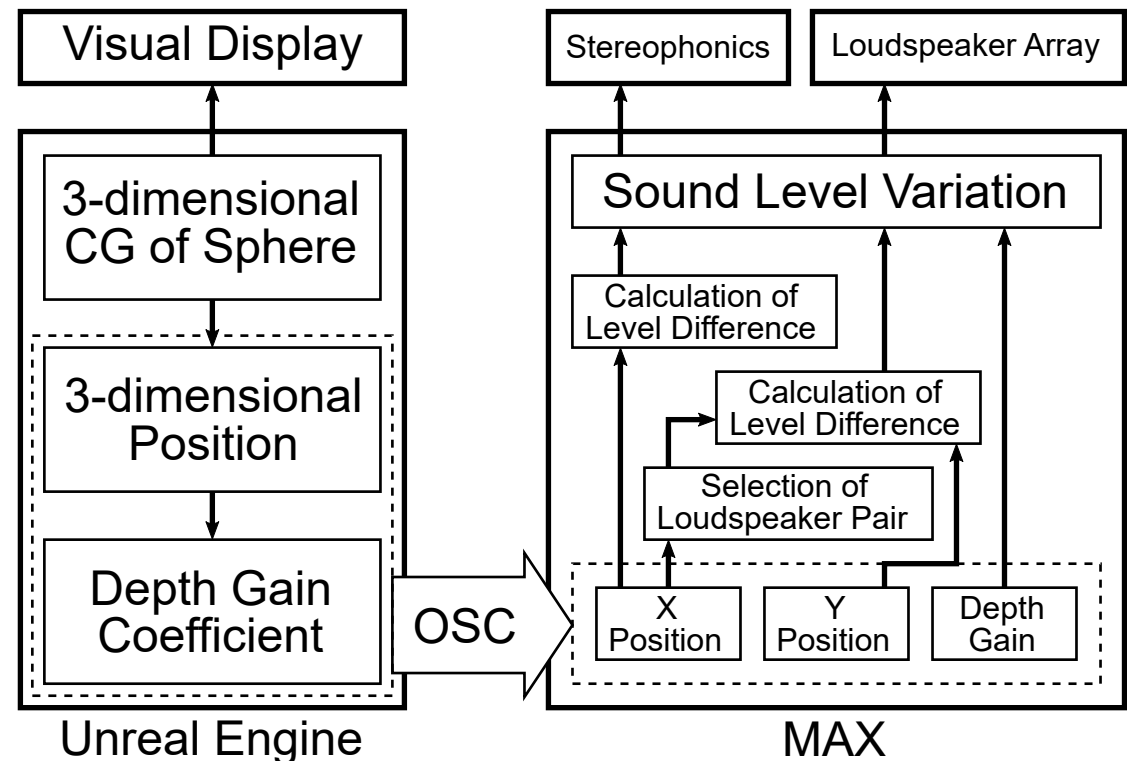 Visual Display
3-dimensional
CG of Sphere
3-dimensional
Position
Depth Gain
Coefficient
Unreal Engine
OSC
Stereophonics
Loudspeaker Array
Sound Level Variation
Calculation of
Level Difference
Calculation of
Level Difference
Selection of
Loudspeaker Pair
X
Position
Y
Position
Depth
Gain
MAX